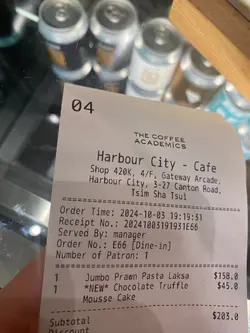 04
THE COFFEE
ACADEMICS
Harbour City - Cafe
Shop 420K, 4/F, Gateway Arcade,
Harbour City, 3-27 Canton Road,
Tsim Sha Tsui
Order Time: 2024-10-03 19:19:51
Receipt No.: 20241003191931E66
Served By: manager
Order No.: E66 [Dine-in]
Number of Patron: 1
1 Jumbo Prawn Pasta Laksa $158.0
1 *NEW* Chocolate Truffle $45.0
Mousse Cake
Subtotal $203.0
Discount